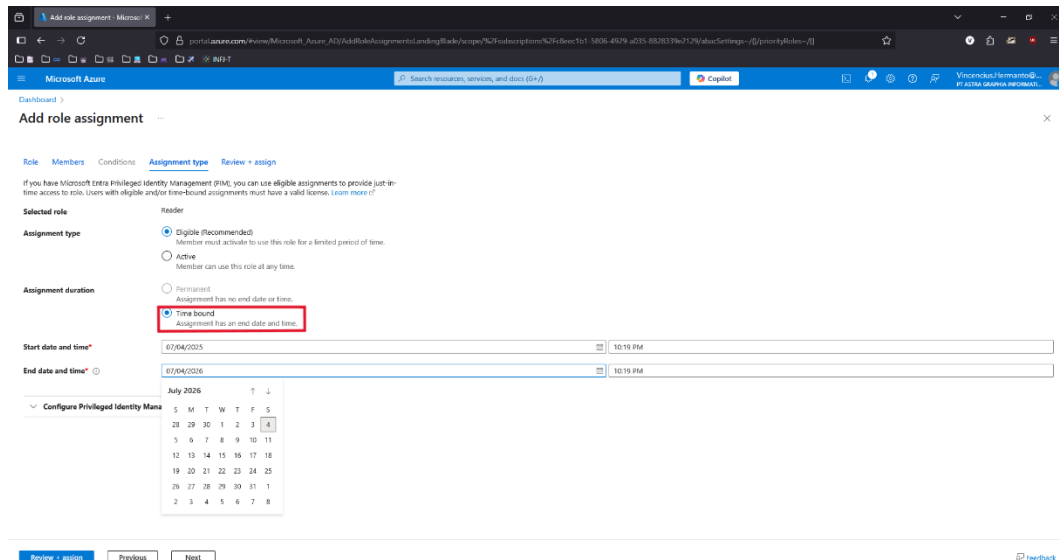 Add role assignment - Microsof
portal.azure.com/#view/Microsoft_Azure_AD/AddRoleAssignmentsLandingBlade/scope/%2Fsubscriptions%2Fc8eec1b1-5806-4929-a035-8828339e2129/abacSettings~/{}/priorityRoles~/[]
Microsoft Azure
Search resources, services, and docs (G+/)
Copilot
Vincencius.Hermanto@...
PT ASTRA GRAPHIA INFORMATI...
Dashboard >
Add role assignment ...
Role Members Conditions Assignment type Review + assign
If you have Microsoft Entra Privileged Identity Management (PIM), you can use eligible assignments to provide just-in-
time access to role. Users with eligible and/or time-bound assignments must have a valid license. Learn more
Selected role Reader
Assignment type Eligible (Recommended)
Member must activate to use this role for a limited period of time.
Active
Member can use this role at any time.
Assignment duration Permanent
Assignment has no end date or time.
Time bound
Assignment has an end date and time.
Start date and time* 07/04/2025 10:19 PM
End date and time* 07/04/2026 10:19 PM
July 2026
S M T W T F S
28 29 30 1 2 3 4
5 6 7 8 9 10 11
12 13 14 15 16 17 18
19 20 21 22 23 24 25
26 27 28 29 30 31 1
2 3 4 5 6 7 8
Configure Privileged Identity Mana
Review + assign Previous Next
Feedback